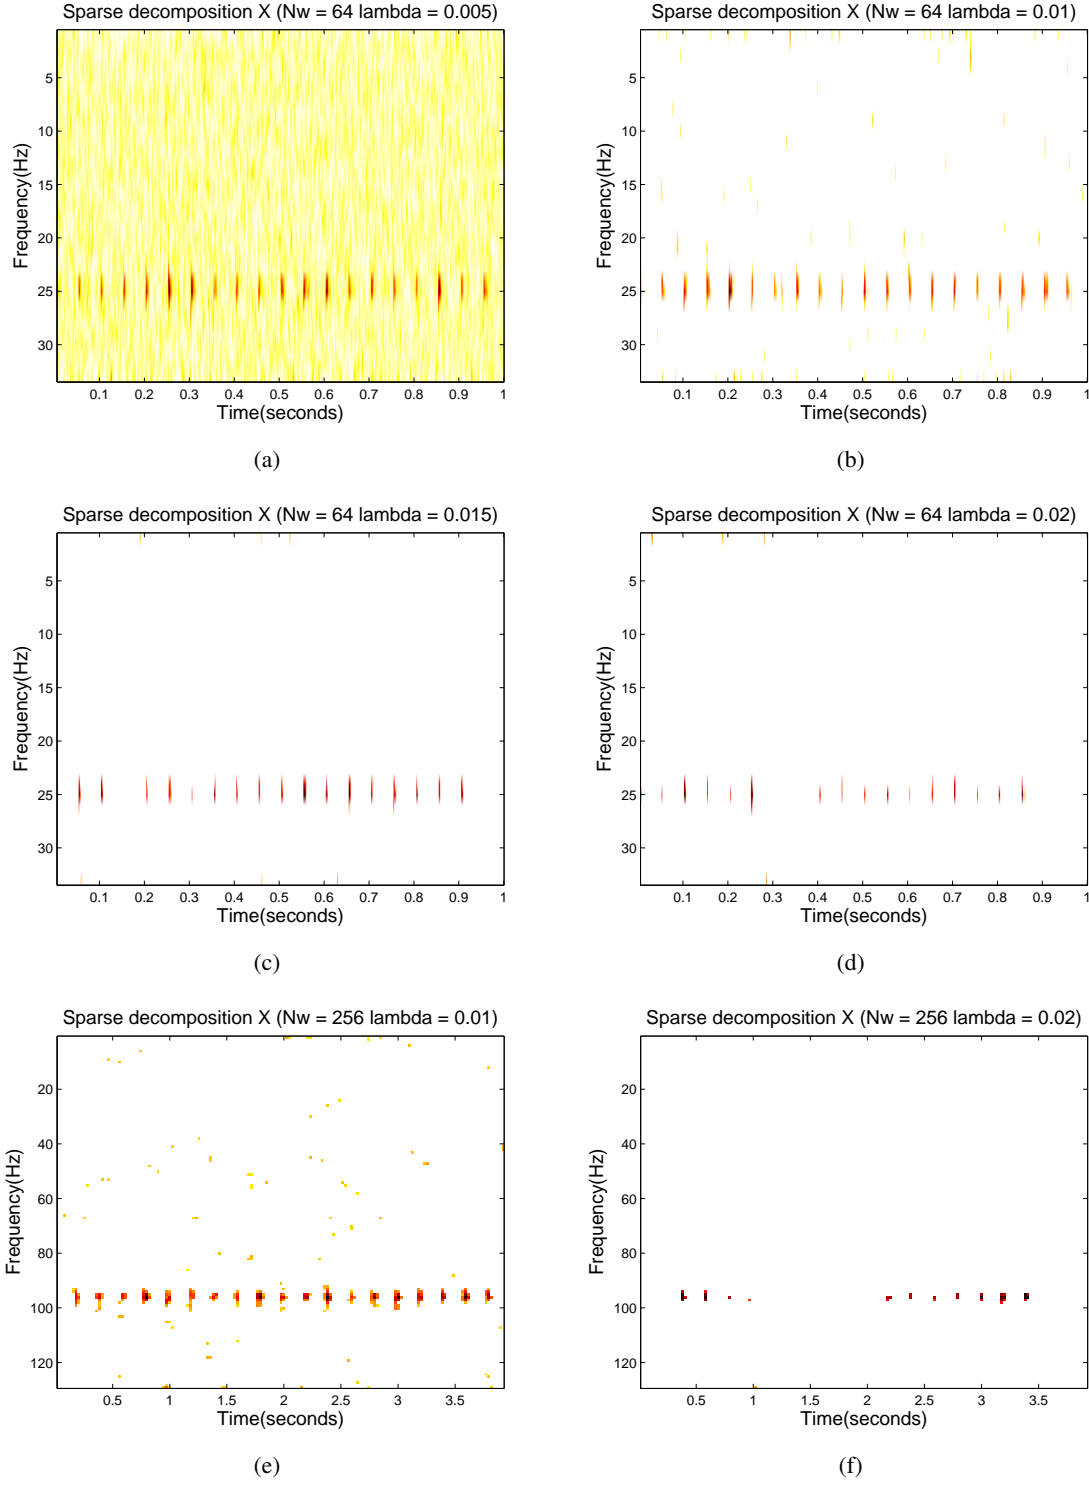 Sparse decomposition X (Nw = 64 lambda = 0.005)
Frequency(Hz)
5
10
15
20
25
30
0.1 0.2 0.3 0.4 0.5 0.6 0.7 0.8 0.9 1
Time(seconds)
(a)
Sparse decomposition X (Nw = 64 lambda = 0.01)
Frequency(Hz)
5
10
15
20
25
30
0.1 0.2 0.3 0.4 0.5 0.6 0.7 0.8 0.9 1
Time(seconds)
(b)
Sparse decomposition X (Nw = 64 lambda = 0.015)
Frequency(Hz)
5
10
15
20
25
30
0.1 0.2 0.3 0.4 0.5 0.6 0.7 0.8 0.9 1
Time(seconds)
(c)
Sparse decomposition X (Nw = 64 lambda = 0.02)
Frequency(Hz)
5
10
15
20
25
30
0.1 0.2 0.3 0.4 0.5 0.6 0.7 0.8 0.9 1
Time(seconds)
(d)
Sparse decomposition X (Nw = 256 lambda = 0.01)
Frequency(Hz)
20
40
60
80
100
120
0.5 1 1.5 2 2.5 3 3.5
Time(seconds)
(e)
Sparse decomposition X (Nw = 256 lambda = 0.02)
Frequency(Hz)
20
40
60
80
100
120
0.5 1 1.5 2 2.5 3 3.5
Time(seconds)
(f)